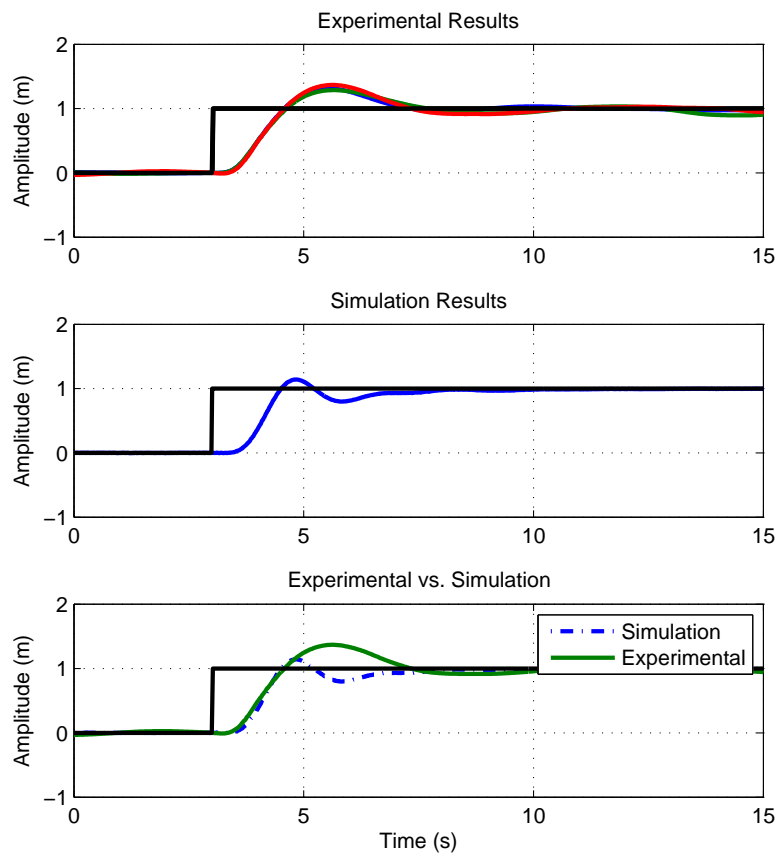 Experimental Results
2
1
0
−1
Amplitude (m)
0 5 10 15
Simulation Results
2
1
0
−1
Amplitude (m)
0 5 10 15
Experimental vs. Simulation
2
1
0
−1
Amplitude (m)
Simulation
Experimental
0 5 10 15
Time (s)